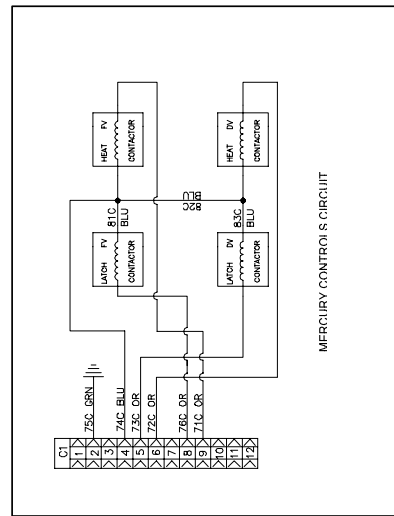 HEAT FV
CONTACTOR
HEAT DV
CONTACTOR
81C
BLU
82C
BLU
83C
BLU
LATCH FV
CONTACTOR
LATCH DV
CONTACTOR
MERCURY CONTROLS CIRCUIT
75C GRN
74C BLU
73C OR
72C OR
76C OR
71C OR
C1
1
2
3
4
5
6
7
8
9
10
11
12